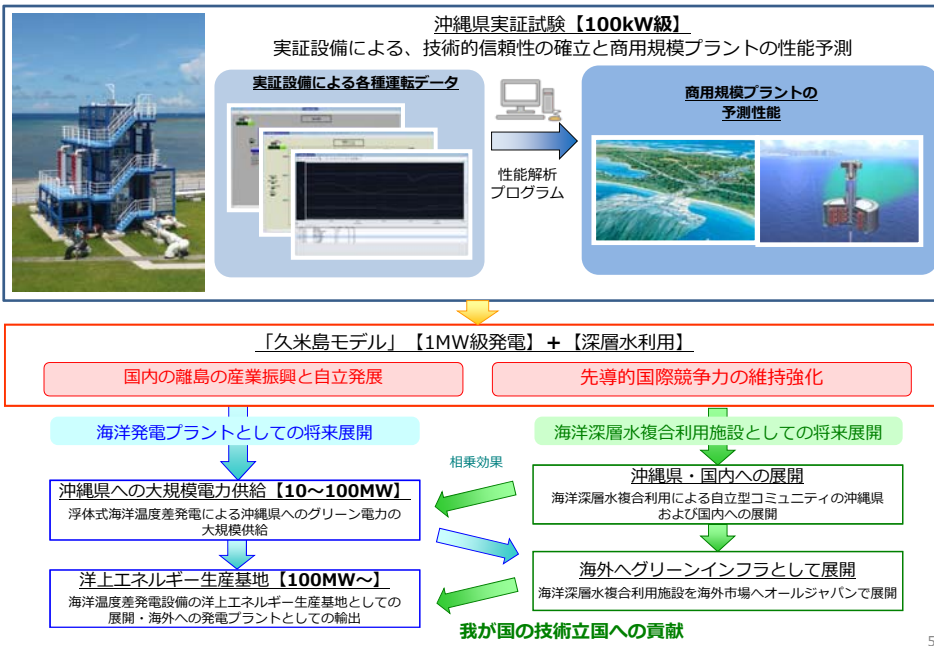 沖縄県実証試験【100kW級】
実証設備による、技術的信頼性の確立と商用規模プラントの性能予測
実証設備による各種運転データ
性能解析
プログラム
商用規模プラントの
予測性能
「久米島モデル」【1MW級発電】+【深層水利用】
国内の離島の産業振興と自立発展
先導的国際競争力の維持強化
海洋発電プラントとしての将来展開
海洋深層水複合利用施設としての将来展開
相乗効果
沖縄県への大規模電力供給【10~100MW】
浮体式海洋温度差発電による沖縄県へのグリーン電力の
大規模供給
沖縄県・国内への展開
海洋深層水複合利用による自立型コミュニティの沖縄県
および国内への展開
洋上エネルギー生産基地【100MW~】
海洋温度差発電設備の洋上エネルギー生産基地としての
展開・海外への発電プラントとしての輸出
海外へグリーンインフラとして展開
海洋深層水複合利用施設を海外市場へオールジャパンで展開
我が国の技術立国への貢献
5